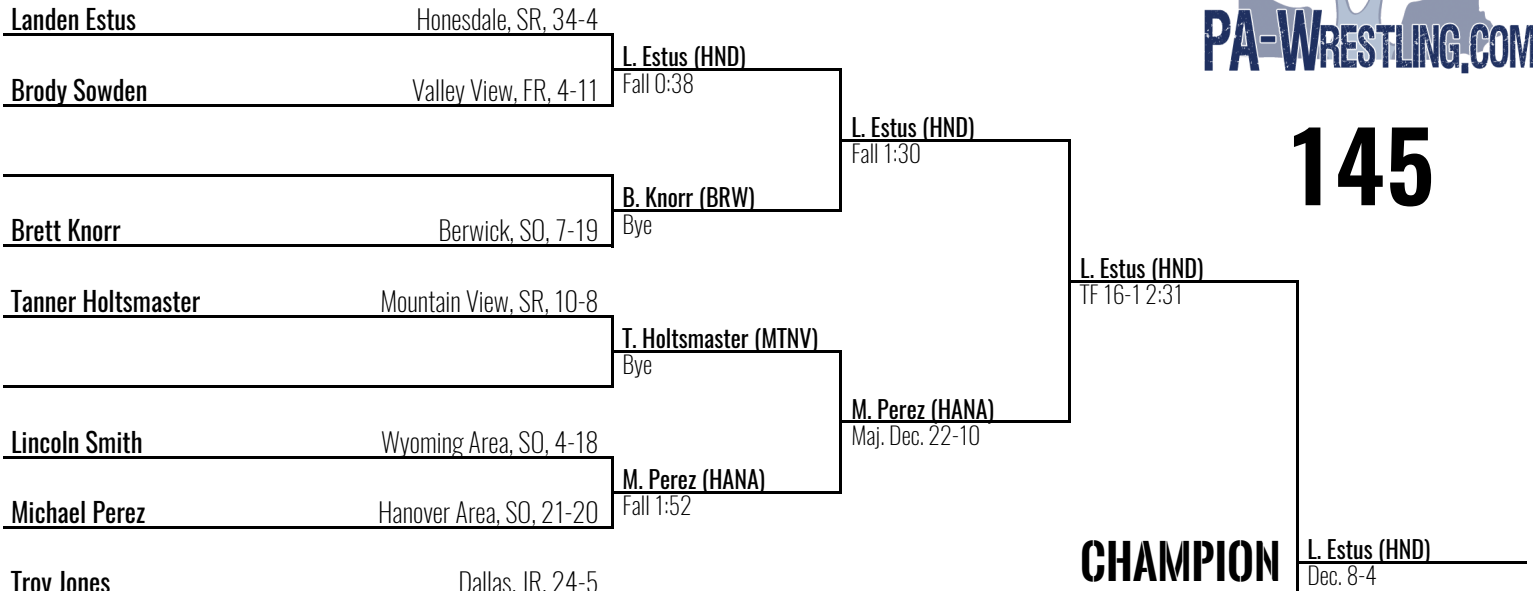 Landen Estus Honesdale, SR, 34-4
L. Estus (HND)
Fall 0:38
Brody Sowden Valley View, FR, 4-11
L. Estus (HND)
Fall 1:30
B. Knorr (BRW)
Bye
Brett Knorr Berwick, SO, 7-19
L. Estus (HND)
TF 16-1 2:31
Tanner Holtsmaster Mountain View, SR, 10-8
T. Holtsmaster (MTNV)
Bye
M. Perez (HANA)
Maj. Dec. 22-10
Lincoln Smith Wyoming Area, SO, 4-18
M. Perez (HANA)
Fall 1:52
Michael Perez Hanover Area, SO, 21-20
Troy Jones Dallas, JR, 24-5
PA-WRESTLING.COM
145
CHAMPION
L. Estus (HND)
Dec. 8-4